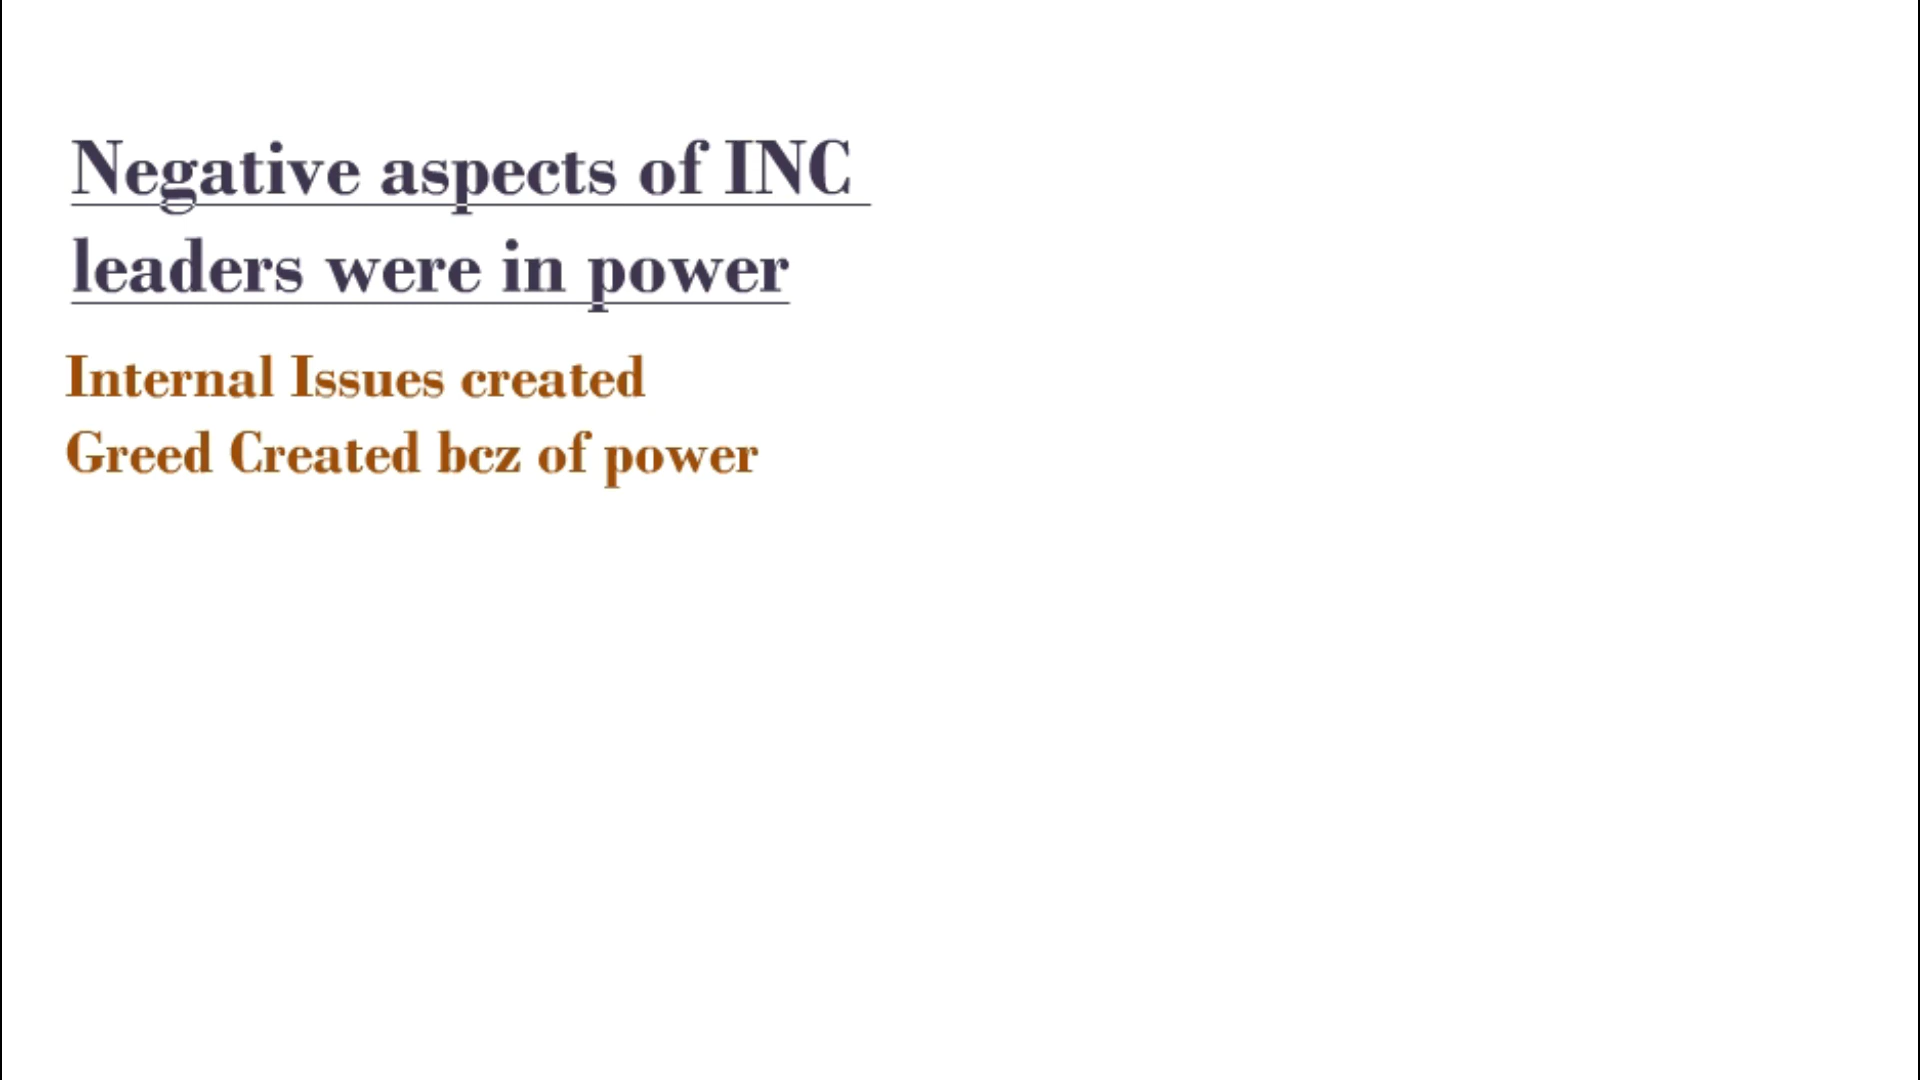 Negative aspects of INC
leaders were in power
Internal Issues created
Greed Created bcz of power